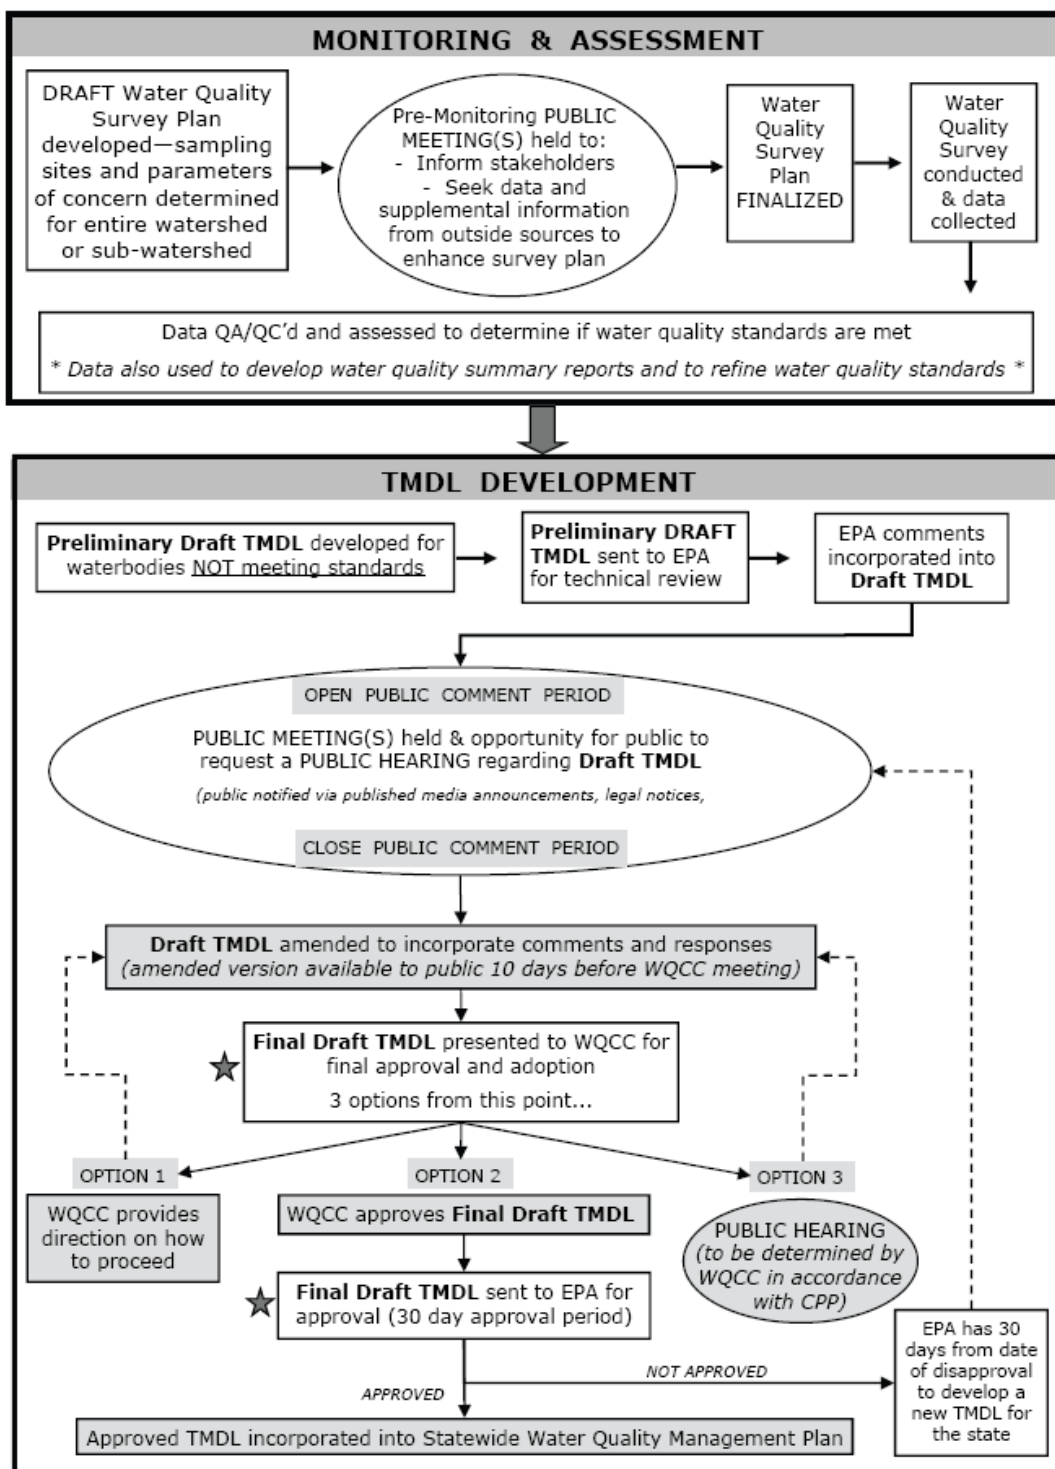 MONITORING & ASSESSMENT
DRAFT Water Quality
Survey Plan
developed—sampling
sites and parameters
of concern determined
for entire watershed
or sub-watershed
Pre-Monitoring PUBLIC
MEETING(S) held to:
- Inform stakeholders
- Seek data and
supplemental information
from outside sources to
enhance survey plan
Water
Quality
Survey
Plan
FINALIZED
Water
Quality
Survey
conducted
& data
collected
Data QA/QC'd and assessed to determine if water quality standards are met
* Data also used to develop water quality summary reports and to refine water quality standards *
TMDL DEVELOPMENT
Preliminary Draft TMDL developed for
waterbodies NOT meeting standards
Preliminary DRAFT
TMDL sent to EPA
for technical review
EPA comments
incorporated into
Draft TMDL
OPEN PUBLIC COMMENT PERIOD
PUBLIC MEETING(S) held & opportunity for public to
request a PUBLIC HEARING regarding Draft TMDL
(public notified via published media announcements, legal notices,
CLOSE PUBLIC COMMENT PERIOD
Draft TMDL amended to incorporate comments and responses
(amended version available to public 10 days before WQCC meeting)
Final Draft TMDL presented to WQCC for
final approval and adoption
3 options from this point...
OPTION 1
WQCC provides
direction on how
to proceed
OPTION 2
WQCC approves Final Draft TMDL
Final Draft TMDL sent to EPA for
approval (30 day approval period)
OPTION 3
PUBLIC HEARING
(to be determined by
WQCC in accordance
with CPP)
NOT APPROVED
EPA has 30
days from date
of disapproval
to develop a
new TMDL for
the state
APPROVED
Approved TMDL incorporated into Statewide Water Quality Management Plan